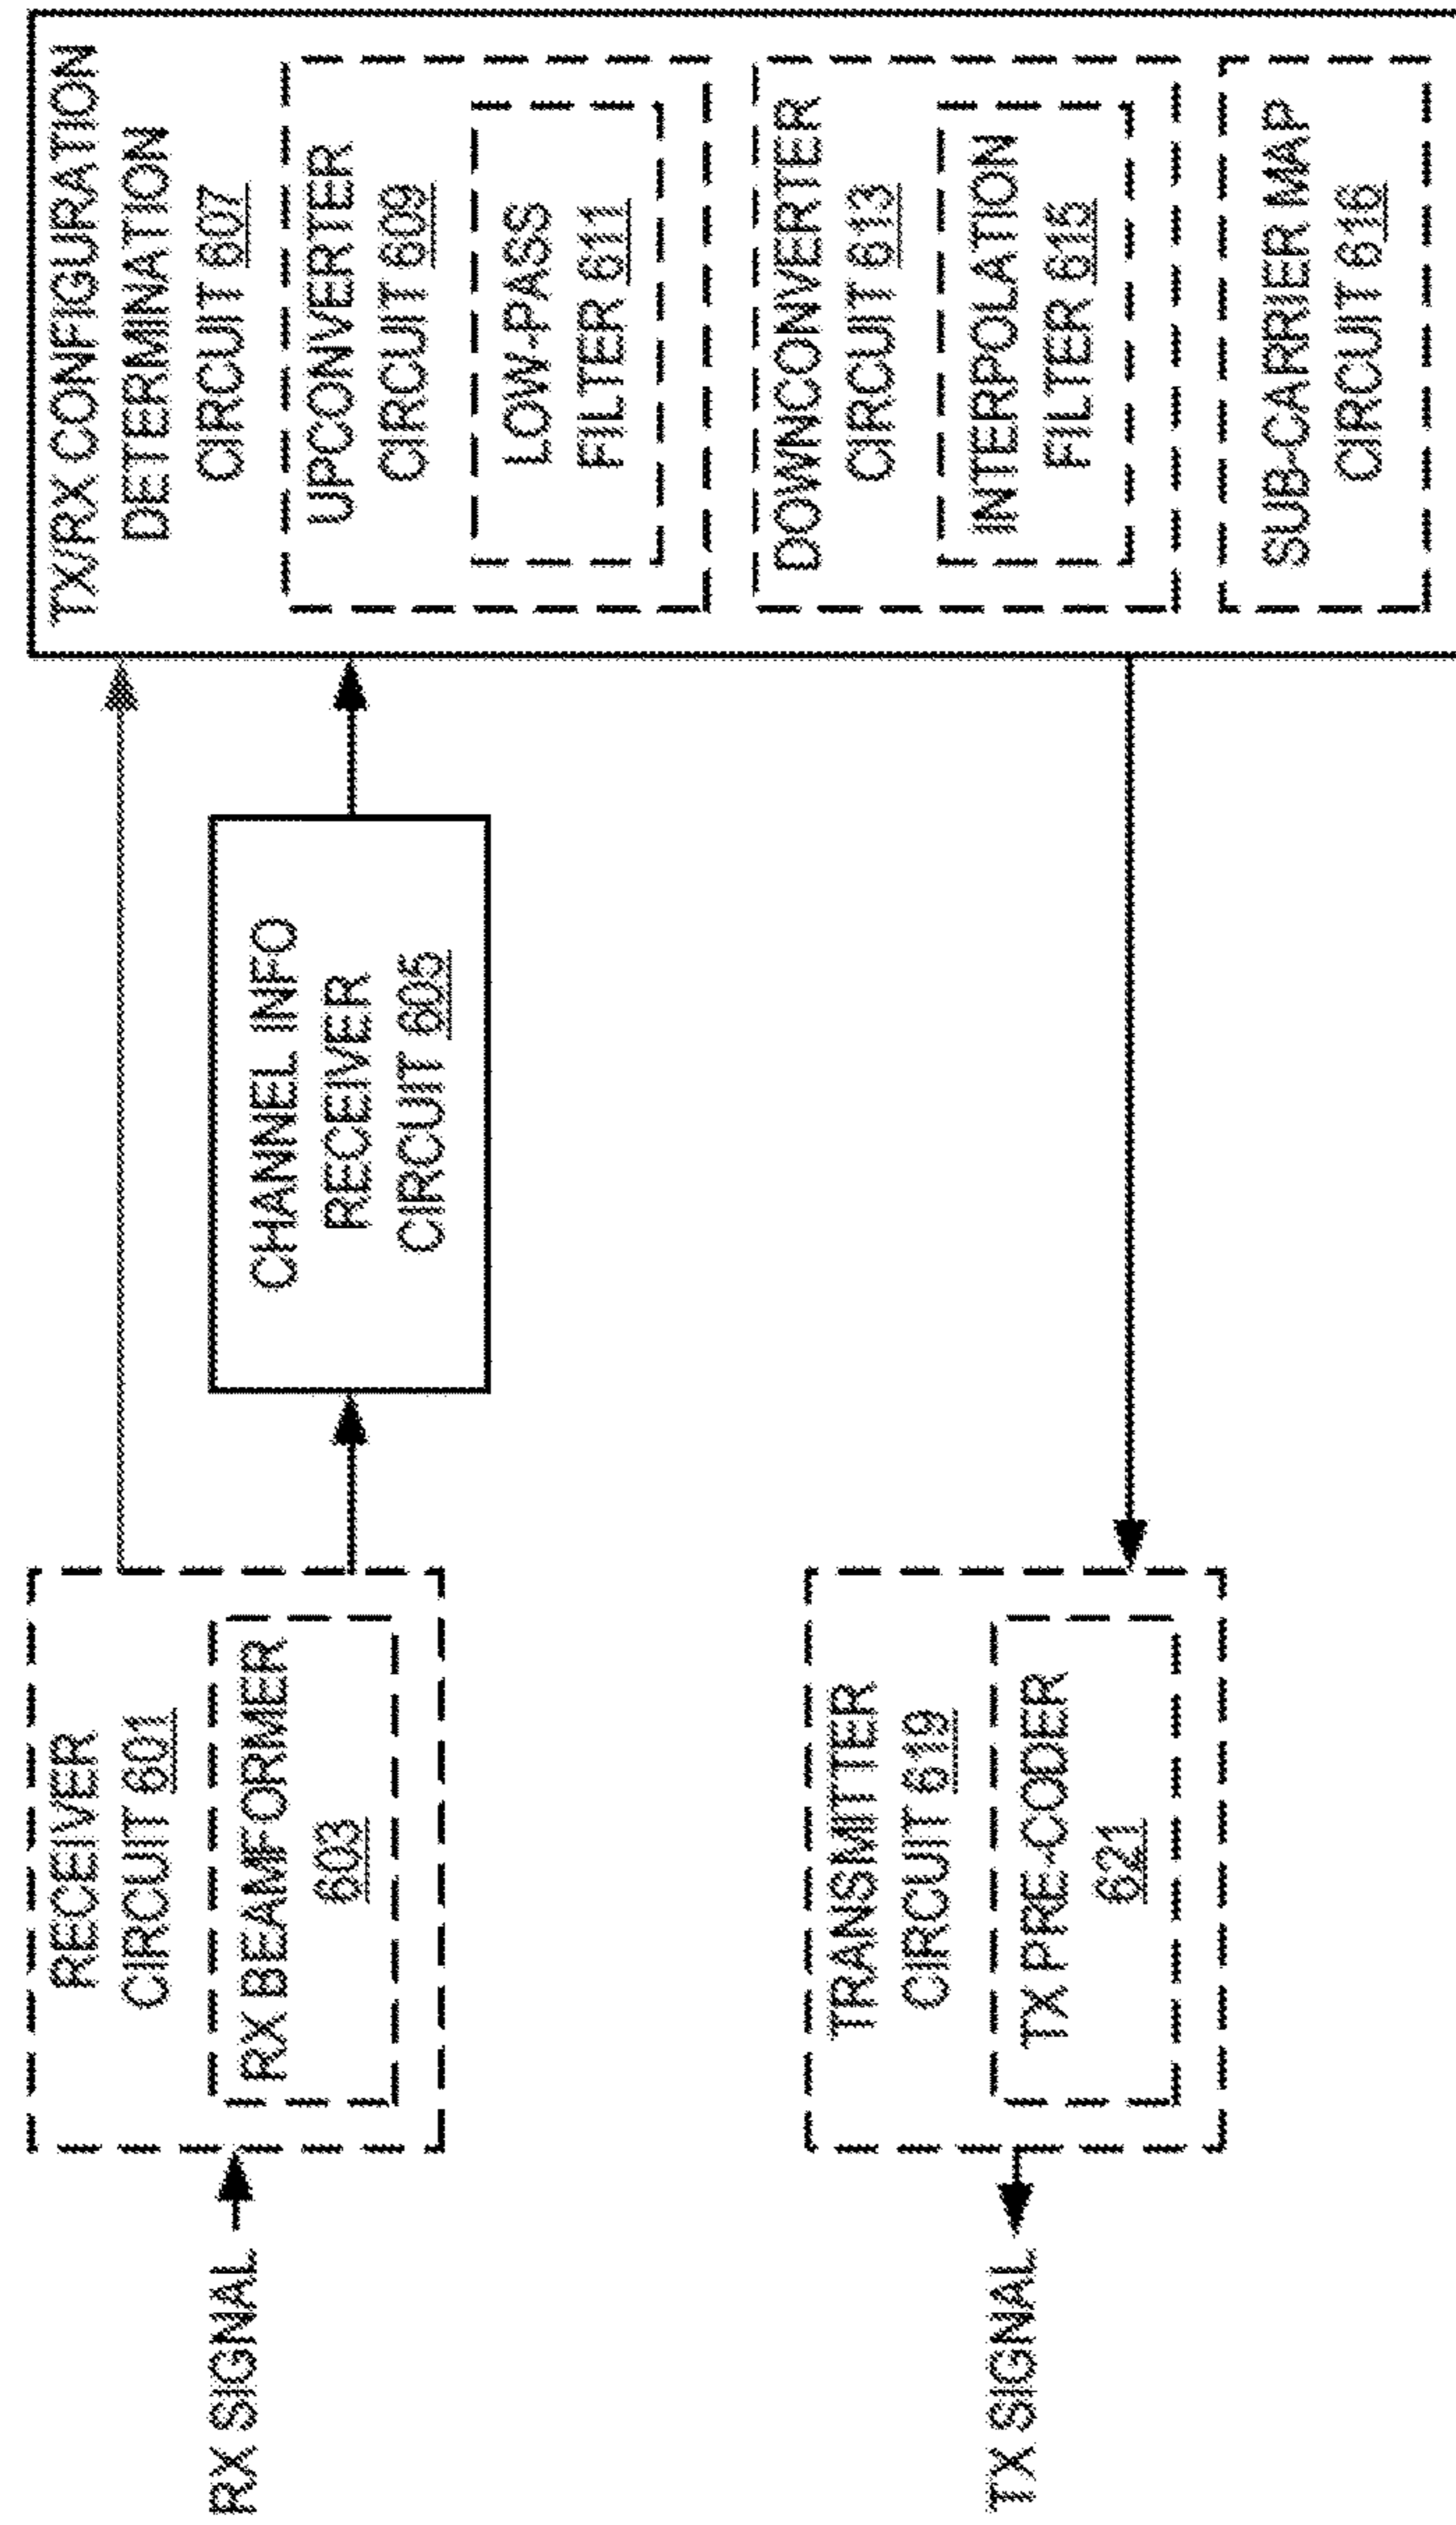 RX SIGNAL
RECEIVER
CIRCUIT 601
RX BEAMFORMER
603
CHANNEL INFO
RECEIVER
CIRCUIT 605
TX/RX CONFIGURATION
DETERMINATION
CIRCUIT 607
UPCONVERTER
CIRCUIT 609
LOW-PASS
FILTER 611
DOWNCONVERTER
CIRCUIT 613
INTERPOLATION
FILTER 615
SUB-CARRIER MAP
CIRCUIT 616
TX SIGNAL
TRANSMITTER
CIRCUIT 619
TX PRE-CODER
621